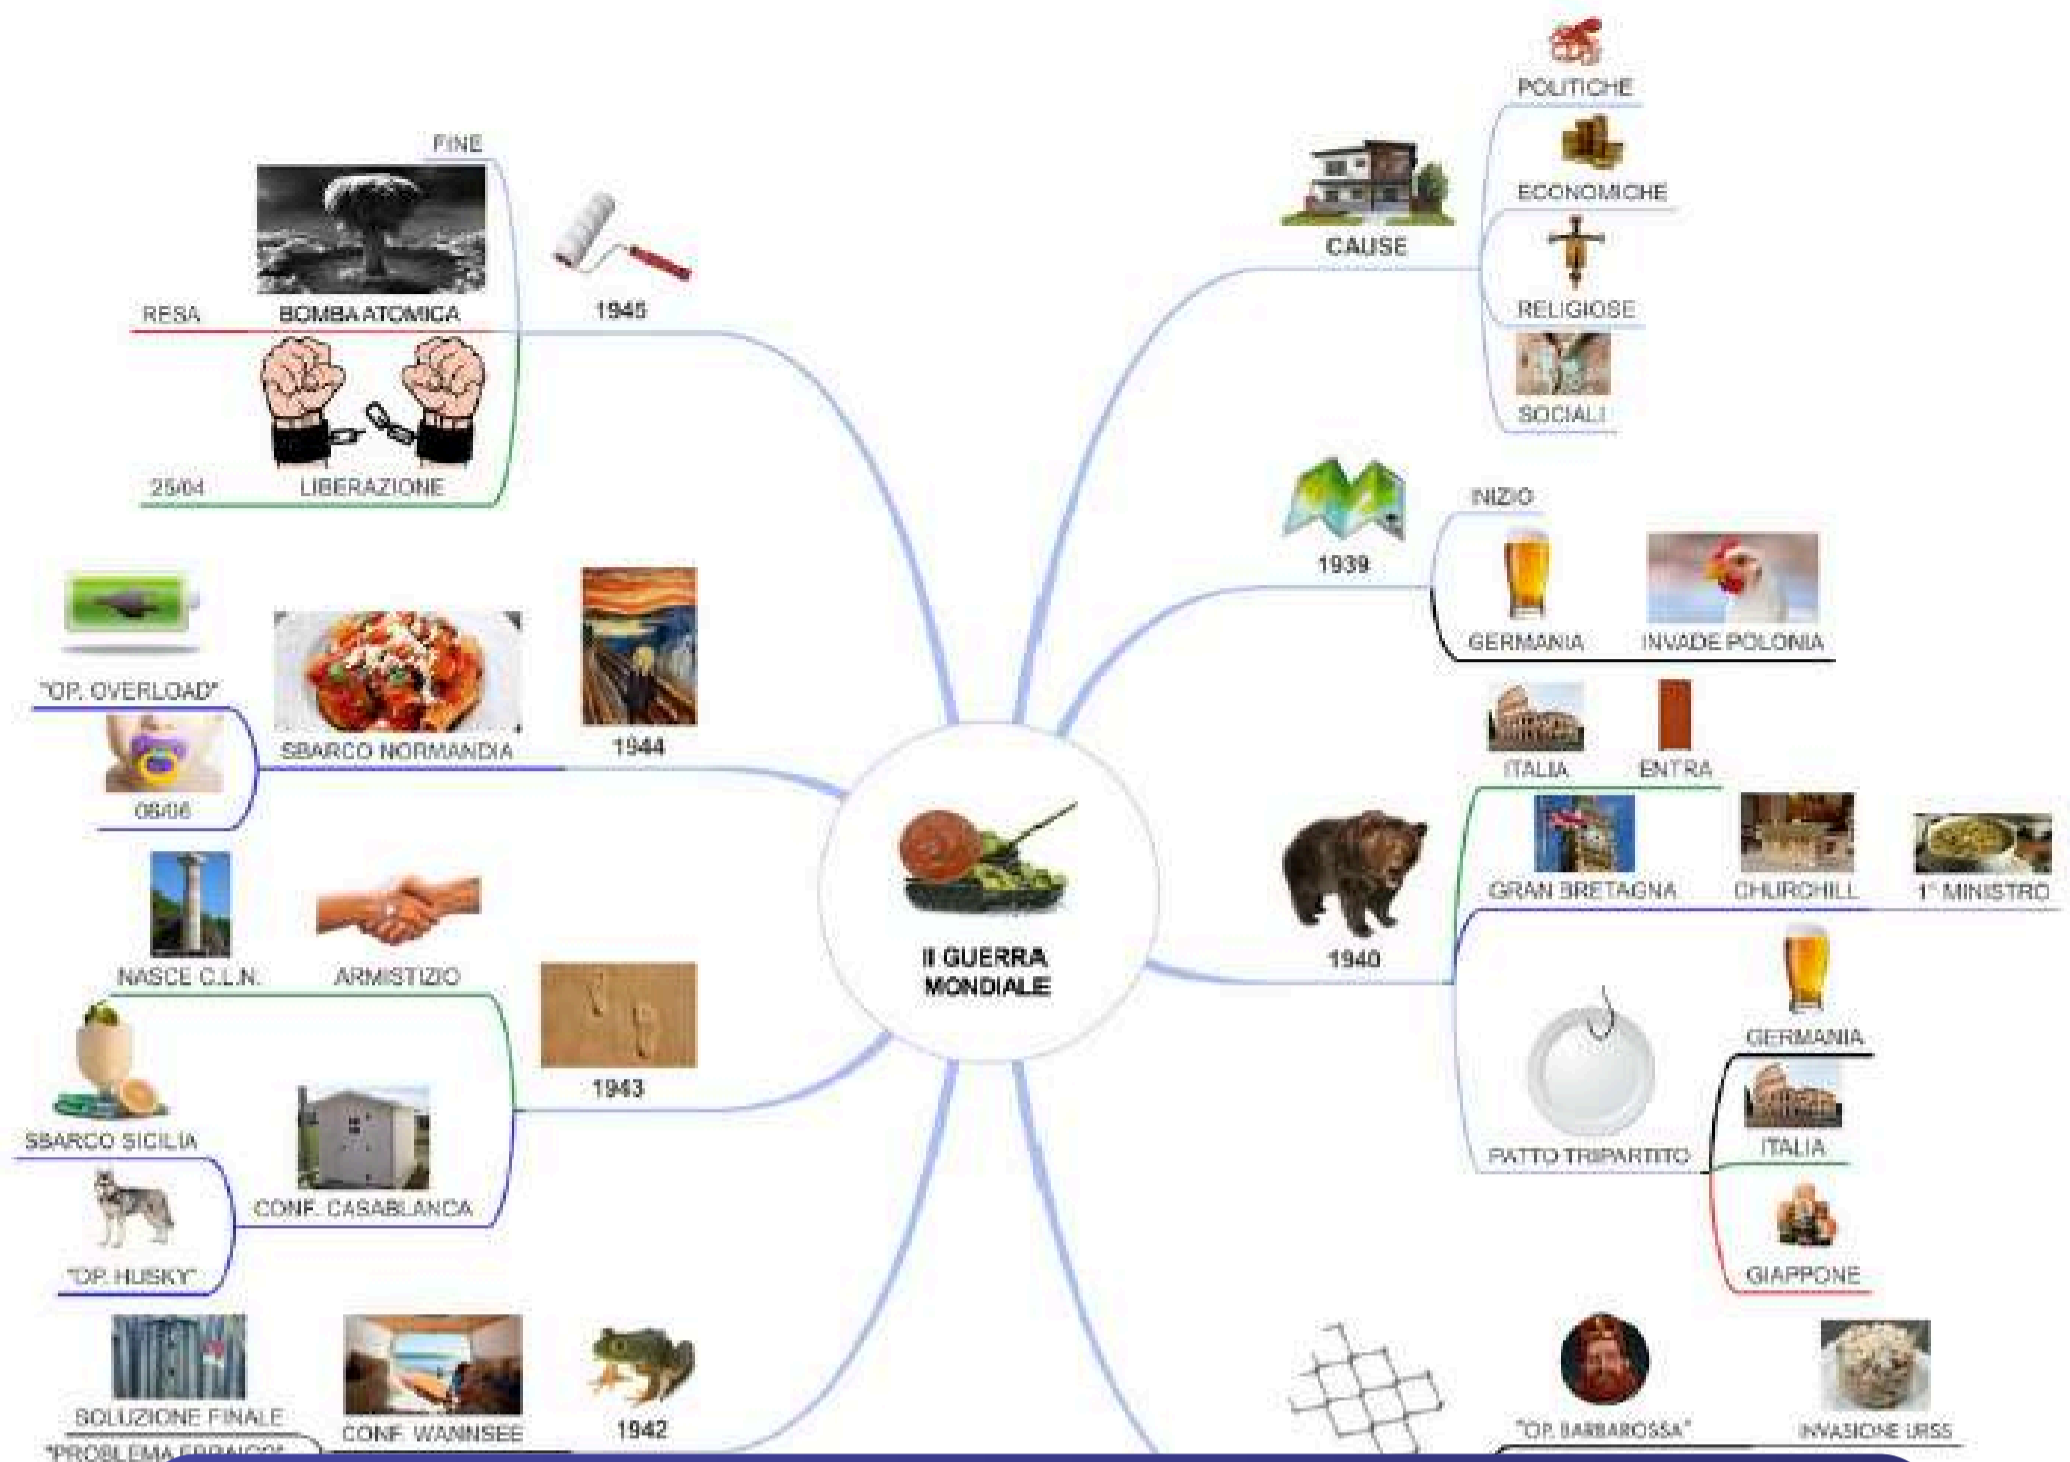 II GUERRA
MONDIALE
CAUSE
POLITICHE
ECONOMICHE
RELIGIOSE
SOCIALI
1939
INIZIO
GERMANIA
INVADE POLONIA
1940
ITALIA
ENTRA
GRAN BRETAGNA
CHURCHILL
1° MINISTRO
PATTO TRIPARTITO
GERMANIA
ITALIA
GIAPPONE
"OP. BARBAROSSA"
INVASIONE URSS
1942
CONF. WANNSEE
SOLUZIONE FINALE
"PROBLEMA EBRAICO"
1943
ARMISTIZIO
NASCE C.L.N.
CONF. CASABLANCA
SBARCO SICILIA
"OP. HUSKY"
1944
SBARCO NORMANDIA
"OP. OVERLOAD"
06/06
1945
FINE
BOMBA ATOMICA
RESA
LIBERAZIONE
25/04